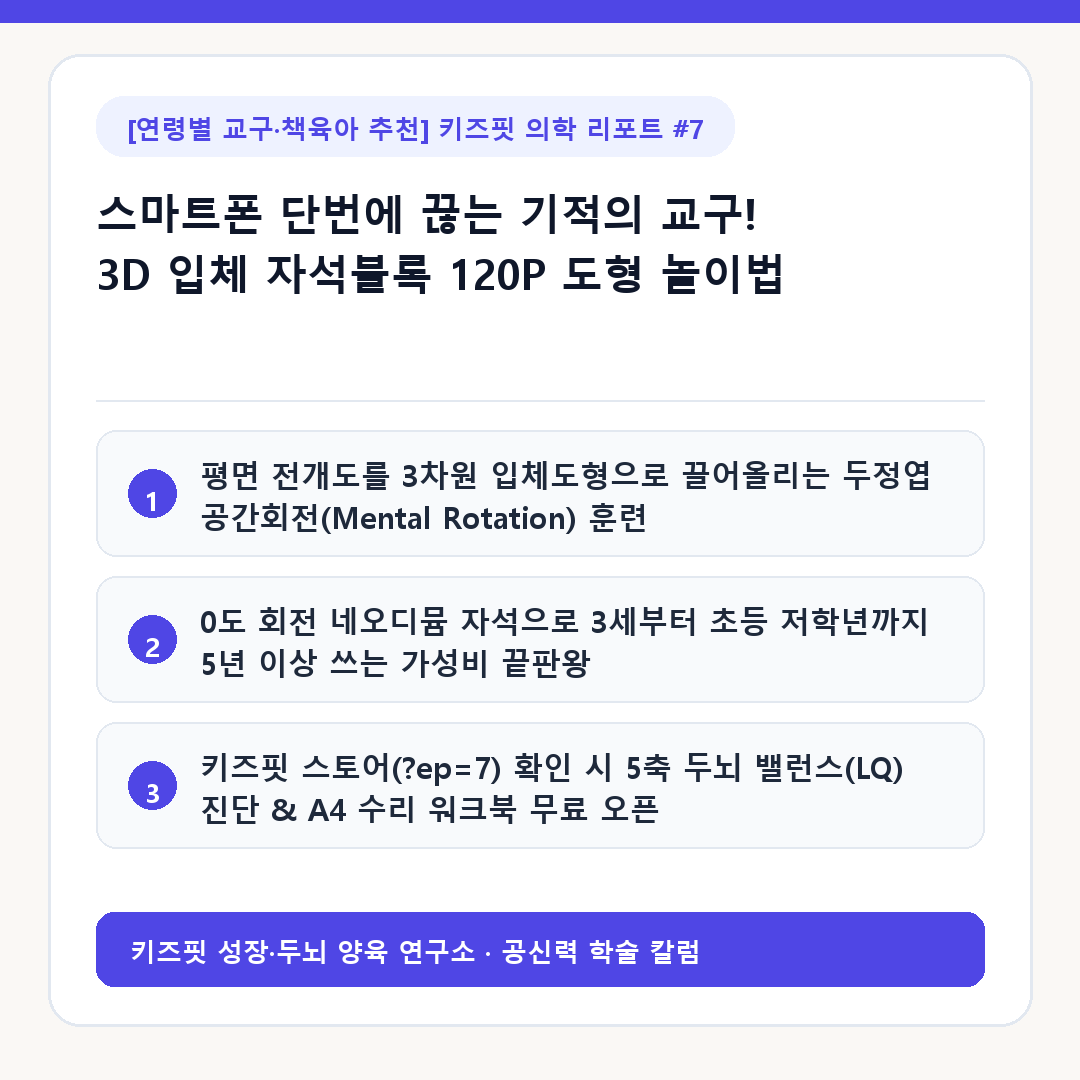 [연령별 교구·책육아 추천] 키즈핏 의학 리포트 #7
스마트폰 단번에 끊는 기적의 교구!
3D 입체 자석블록 120P 도형 놀이법
1
평면 전개도를 3차원 입체도형으로 끌어올리는 두정엽
공간회전(Mental Rotation) 훈련
2
0도 회전 네오디뮴 자석으로 3세부터 초등 저학년까지
5년 이상 쓰는 가성비 끝판왕
3
키즈핏 스토어(?ep=7) 확인 시 5축 두뇌 밸런스(LQ)
진단 & A4 수리 워크북 무료 오픈
키즈핏 성장·두뇌 양육 연구소 · 공신력 학술 칼럼